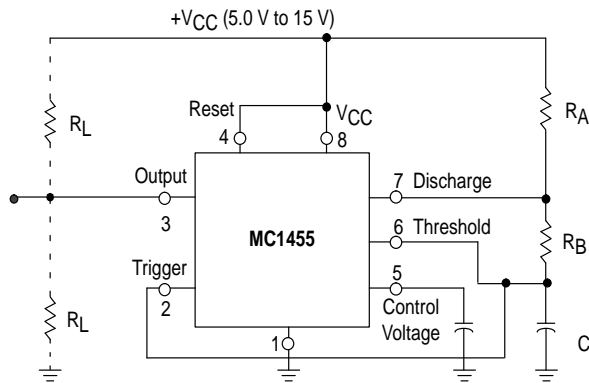 +VCC (5.0 V to 15 V)
Reset
VCC
RL
RA
4
8
Output
7
Discharge
3
6
Threshold
MC1455
RB
Trigger
5
2
Control
Voltage
RL
1
C